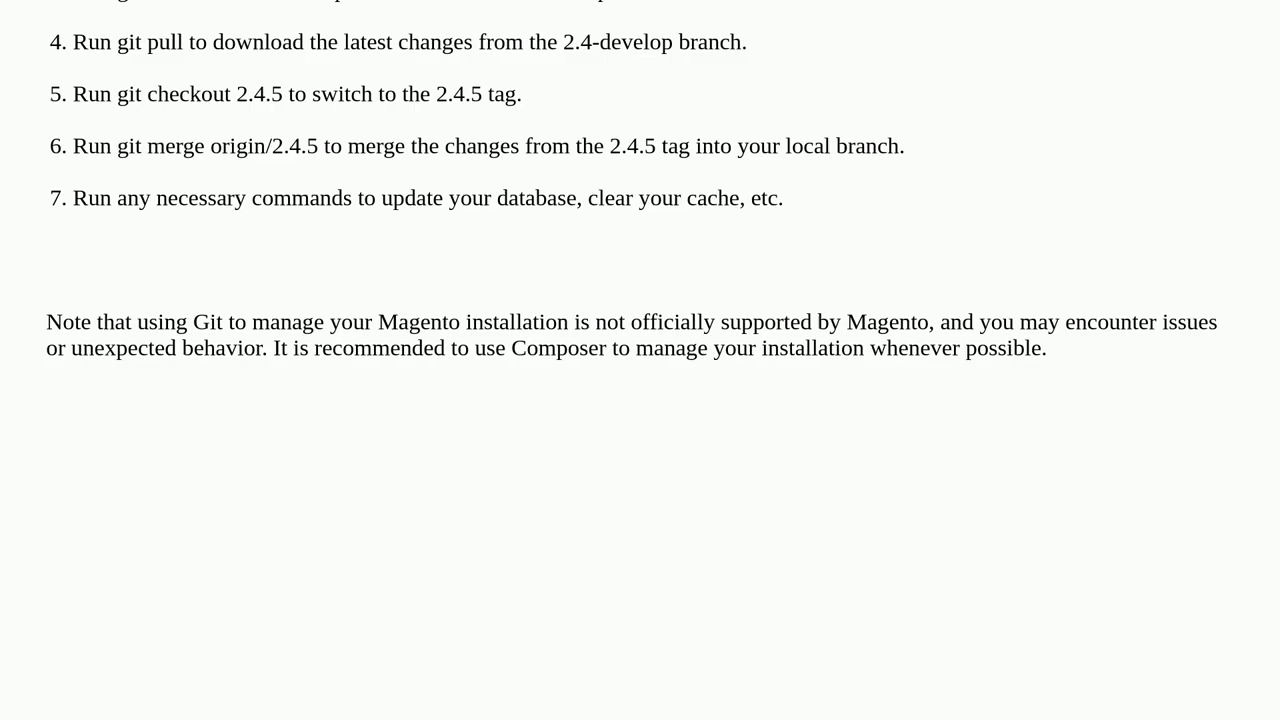 4. Run git pull to download the latest changes from the 2.4-develop branch.
5. Run git checkout 2.4.5 to switch to the 2.4.5 tag.
6. Run git merge origin/2.4.5 to merge the changes from the 2.4.5 tag into your local branch.
7. Run any necessary commands to update your database, clear your cache, etc.
Note that using Git to manage your Magento installation is not officially supported by Magento, and you may encounter issues
or unexpected behavior. It is recommended to use Composer to manage your installation whenever possible.